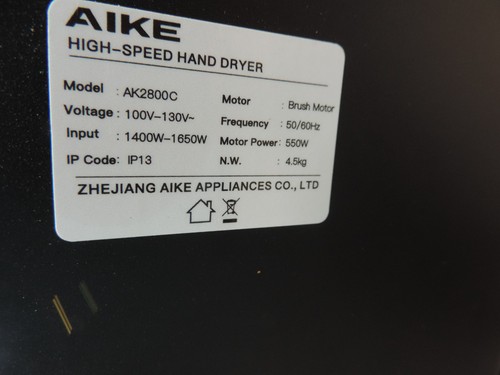 AIKE
HIGH-SPEED HAND DRYER
Model : AK2800C
Voltage : 100V-130V~
Input : 1400W-1650W
IP Code: IP13
Motor : Brush Motor
Frequency : 50/60Hz
Motor Power: 550W
N.W. : 4.5kg
ZHEJIANG AIKE APPLIANCES CO., LTD